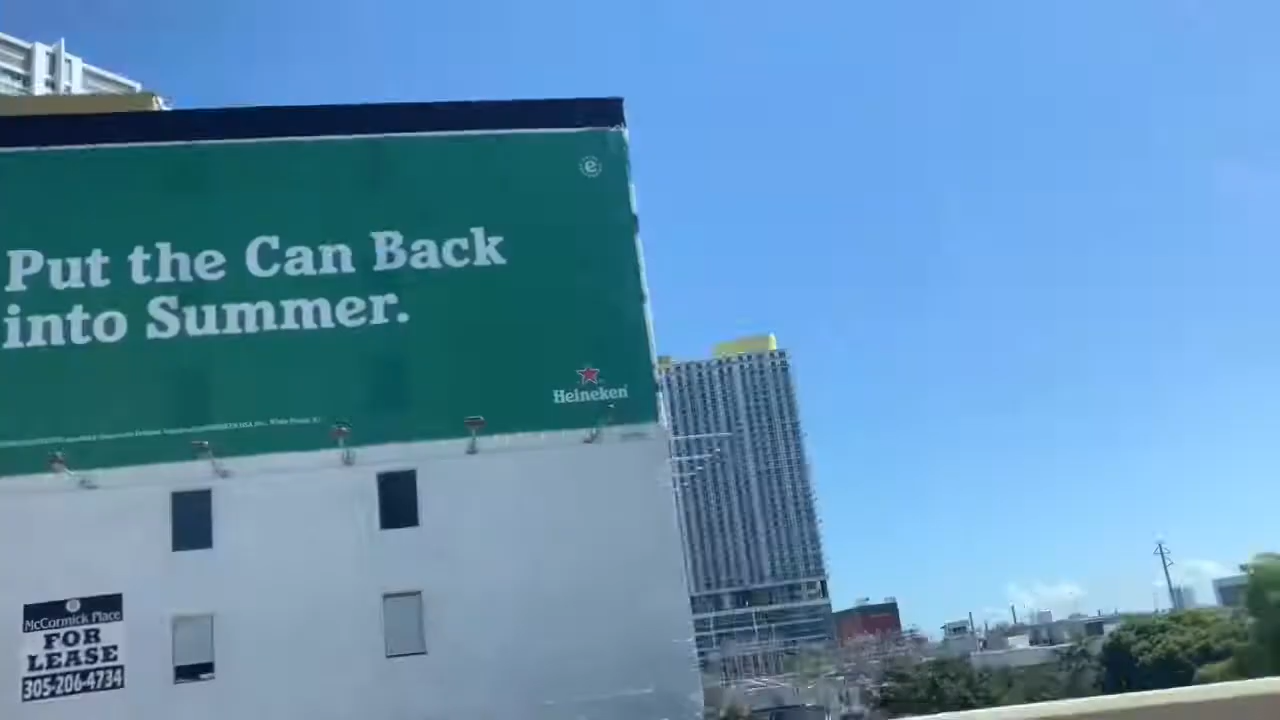 e
Put the Can Back
into Summer.
Heineken
McCormick Place
FOR
LEASE
305-206-4734